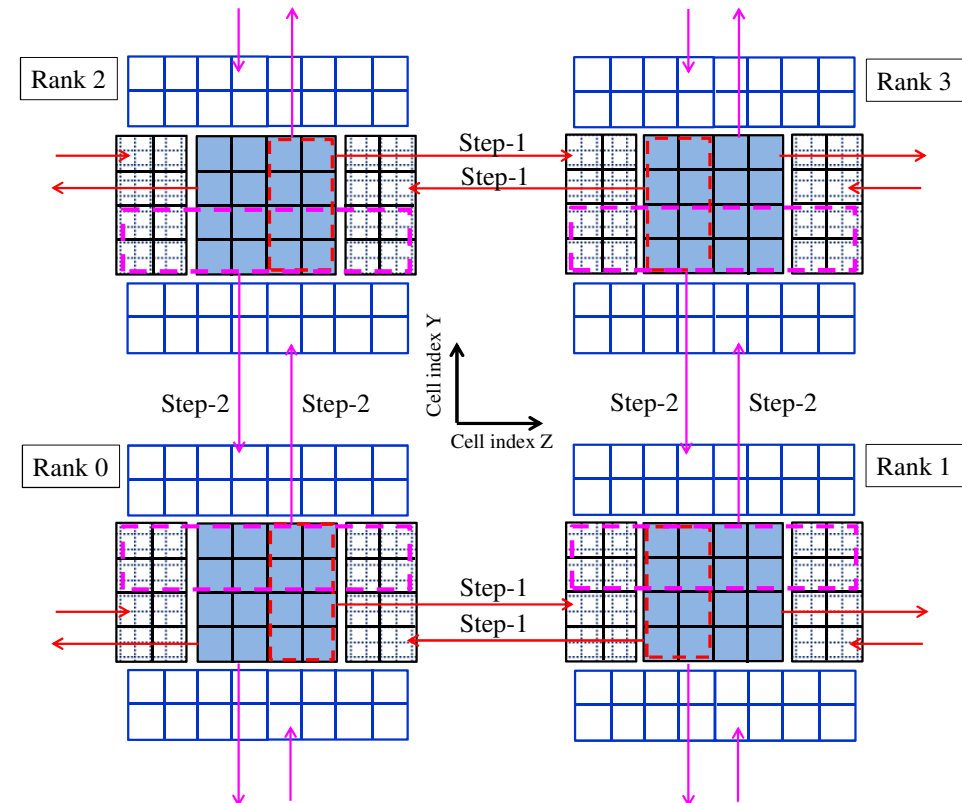 Rank 2
Rank 3
Step-1
Step-1
Cell index Y
Step-2
Step-2
Step-2
Step-2
Cell index Z
Rank 0
Rank 1
Step-1
Step-1